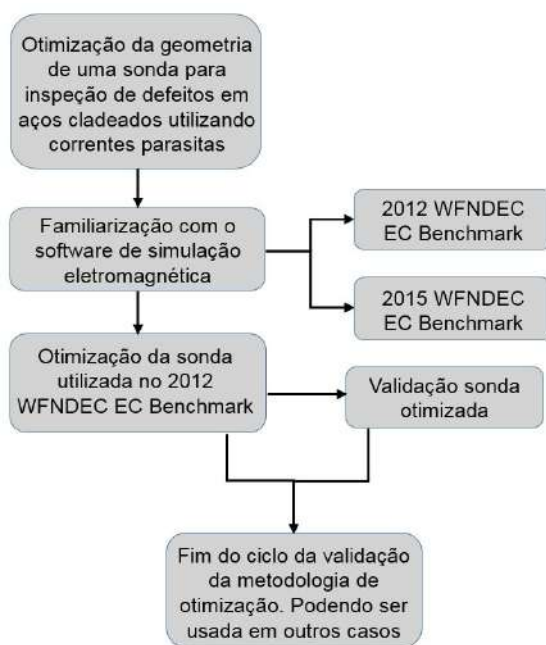 Otimização da geometria
de uma sonda para
inspeção de defeitos em
aços cladeados utilizando
correntes parasitas
Familiarização com o
software de simulação
eletromagnética
2012 WFNDEC
EC Benchmark
2015 WFNDEC
EC Benchmark
Otimização da sonda
utilizada no 2012
WFNDEC EC Benchmark
Validação sonda
otimizada
Fim do ciclo da validação
da metodologia de
otimização. Podendo ser
usada em outros casos